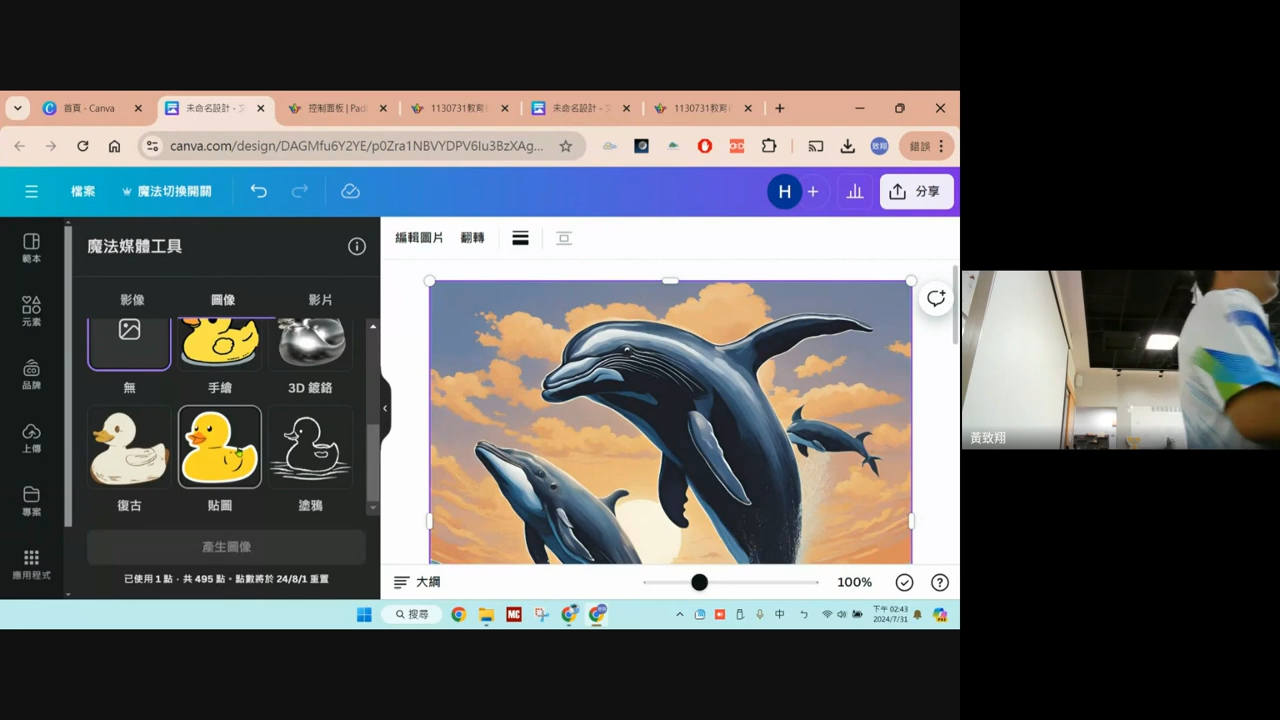 首頁 - Canva
未命名設計 -
控制面板 | Pad
1130731教育
未命名設計 -
1130731教育
canva.com/design/DAGMfu6Y2YE/p0Zra1NBVYDPV6Iu3BzXAg...
致翔
錯誤
檔案
魔法切換開關
H
分享
範本
元素
品牌
上傳
專案
應用程式
魔法媒體工具
影像
圖像
影片
無
手繪
3D 鍍鉻
復古
貼圖
塗鴉
產生圖像
已使用 1 點，共 495 點。點數將於 24/8/1 重置
編輯圖片
翻轉
大綱
100%
搜尋
MC
中
下午 02:43
2024/7/31
黃致翔